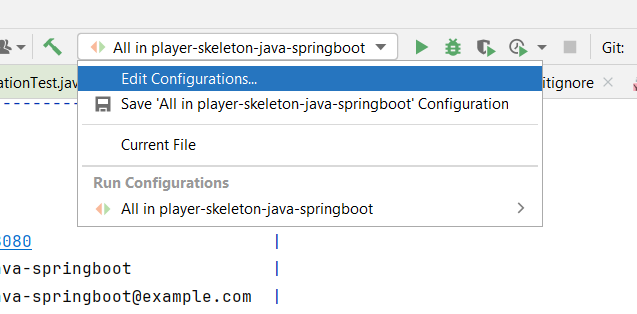 All in player-skeleton-java-springboot
Git:
ationTest.java
itignore
Edit Configurations...
Save 'All in player-skeleton-java-springboot' Configuration
Current File
Run Configurations
All in player-skeleton-java-springboot
8080 |
ava-springboot |
ava-springboot@example.com |